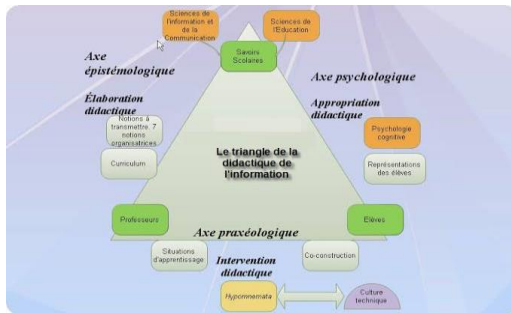 Sciences de
l'Information et
de la
Communication
Sciences de
l'Education
Savoirs
Scolaires
Axe
épistémologique
Axe psychologique
Élaboration
didactique
Appropriation
didactique
Notions à
transmettre, 7
notions
organisatrices
Psychologie
cognitive
Curriculum
Le triangle de la
didactique de
l'information
Représentations
des élèves
Professeurs
Elèves
Axe praxéologique
Situations
d'apprentissage
Intervention
didactique
Co-construction
Hypomnemata
Culture
technique